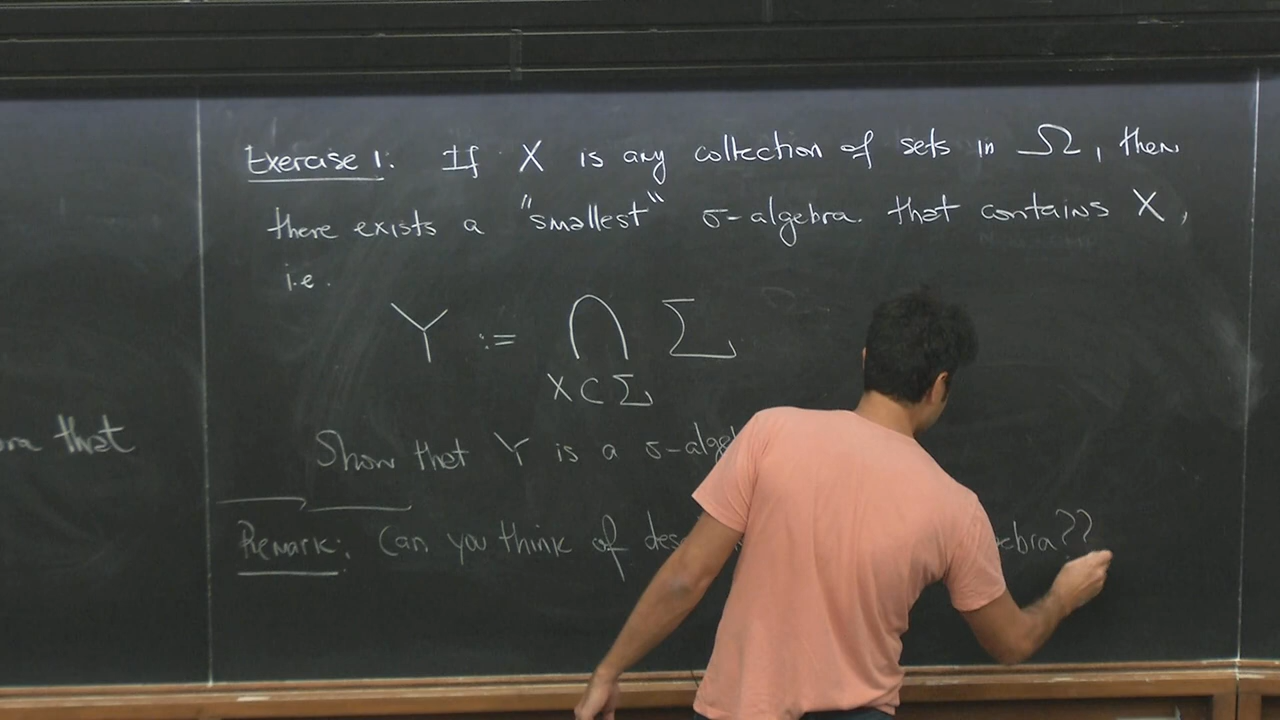 Exercise 1: If X is any collection of sets in Ω, then
there exists a "smallest" σ-algebra that contains X,
i.e.
Y := ⋂ Σ
X ⊂ Σ
that
Show that Y is a σ-alge
Remark: Can you think of des ebra??